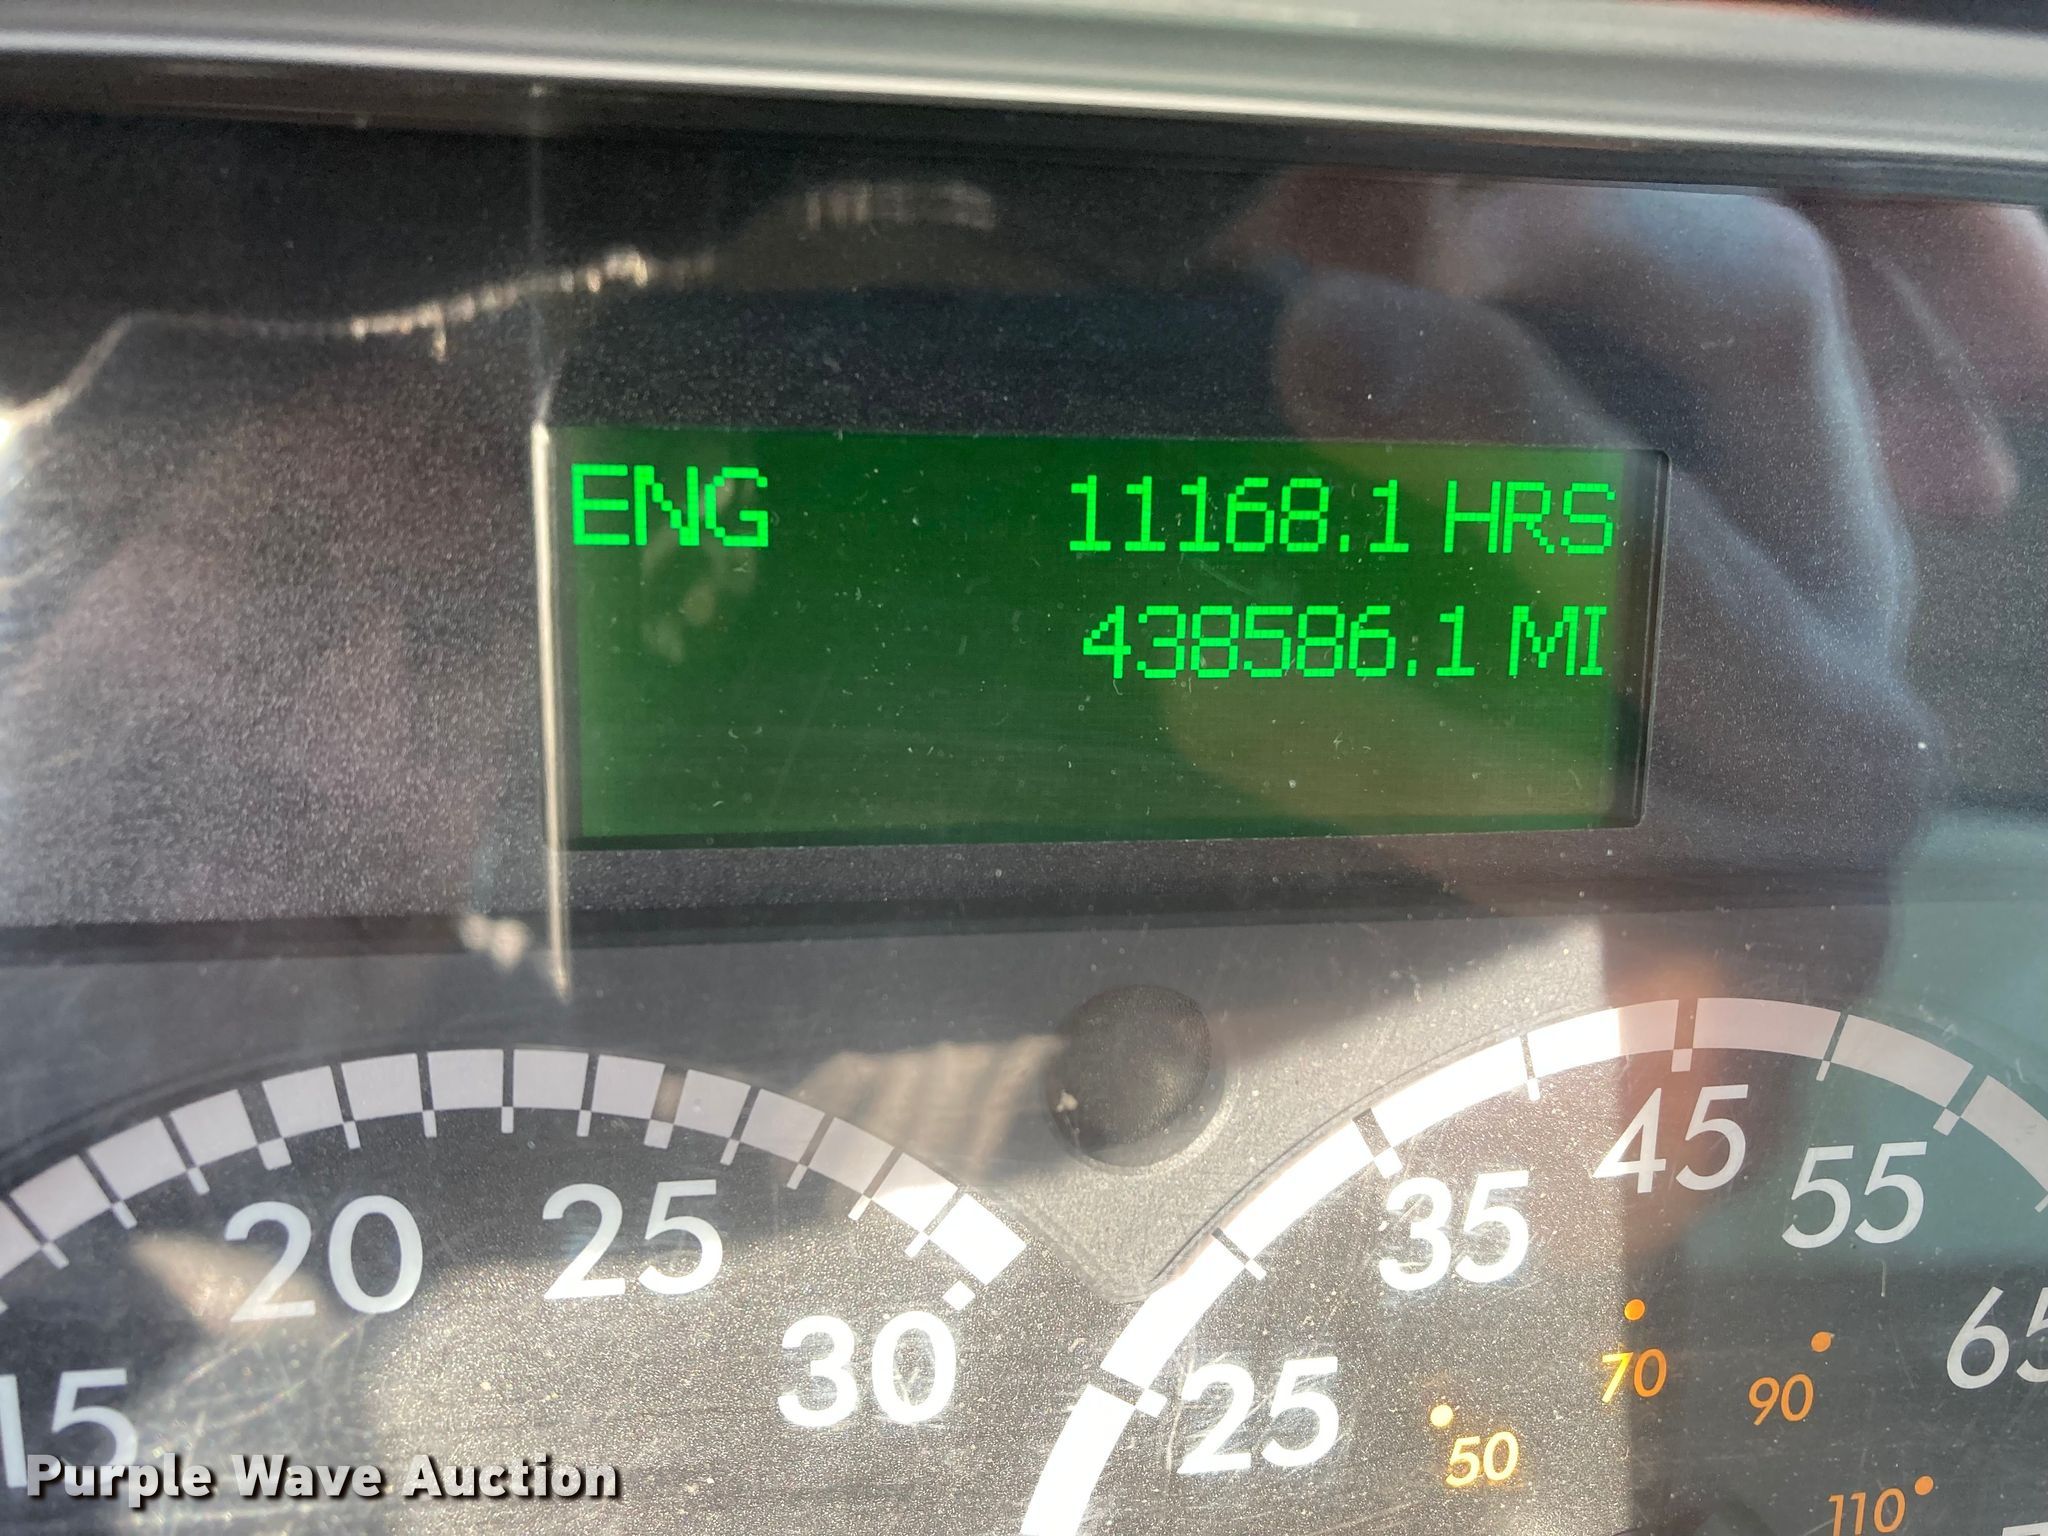 ENG 11168.1 HRS
438586.1 MI
15 20 25 30
25 35 45 55
50 70 90 110
Purple Wave Auction